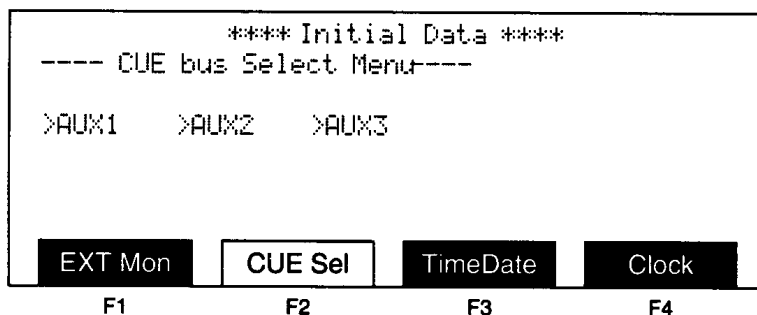 **** Initial Data ****
---- CUE bus Select Menu---
>AUX1 >AUX2 >AUX3
EXT Mon CUE Sel TimeDate Clock
F1 F2 F3 F4